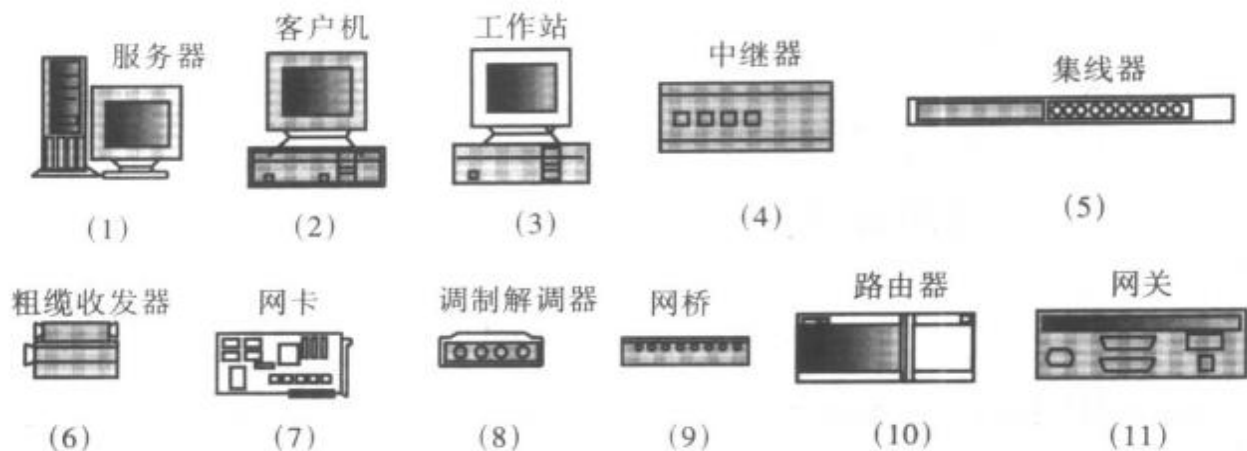 服务器 客户机 工作站 中继器 集线器
(1) (2) (3) (4) (5)
粗缆收发器 网卡 调制解调器 网桥 路由器 网关
(6) (7) (8) (9) (10) (11)